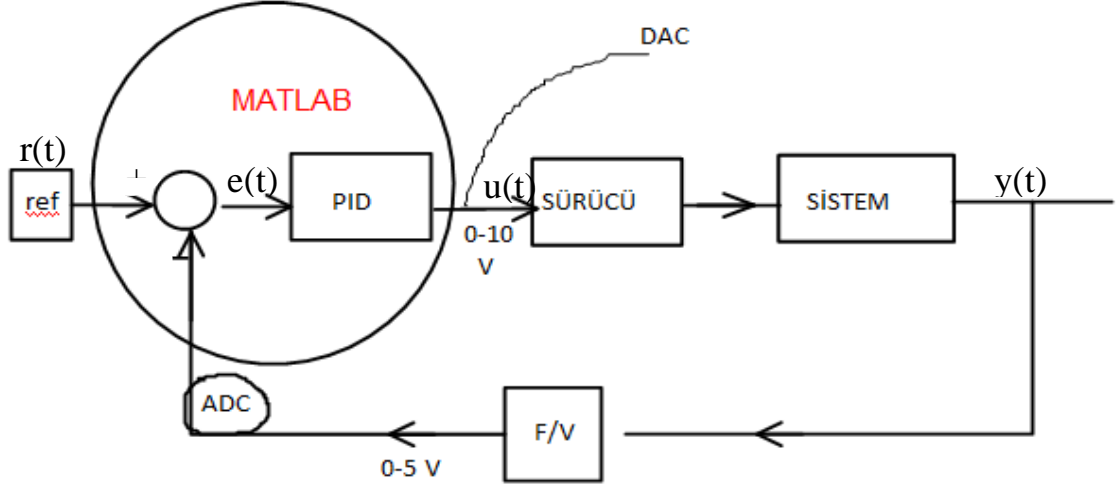 DAC
MATLAB
r(t)
+
e(t)
ref
PID
u(t)
SÜRÜCÜ
SİSTEM
y(t)
0-10
V
-
ADC
F/V
0-5 V